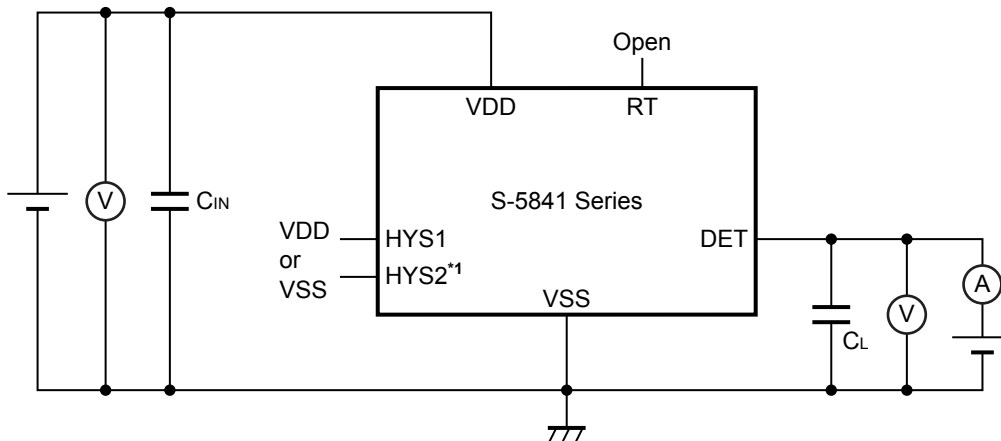 Open
VDD
RT
V
CIN
S-5841 Series
VDD
or
VSS
HYS1
HYS2*1
DET
VSS
A
V
CL